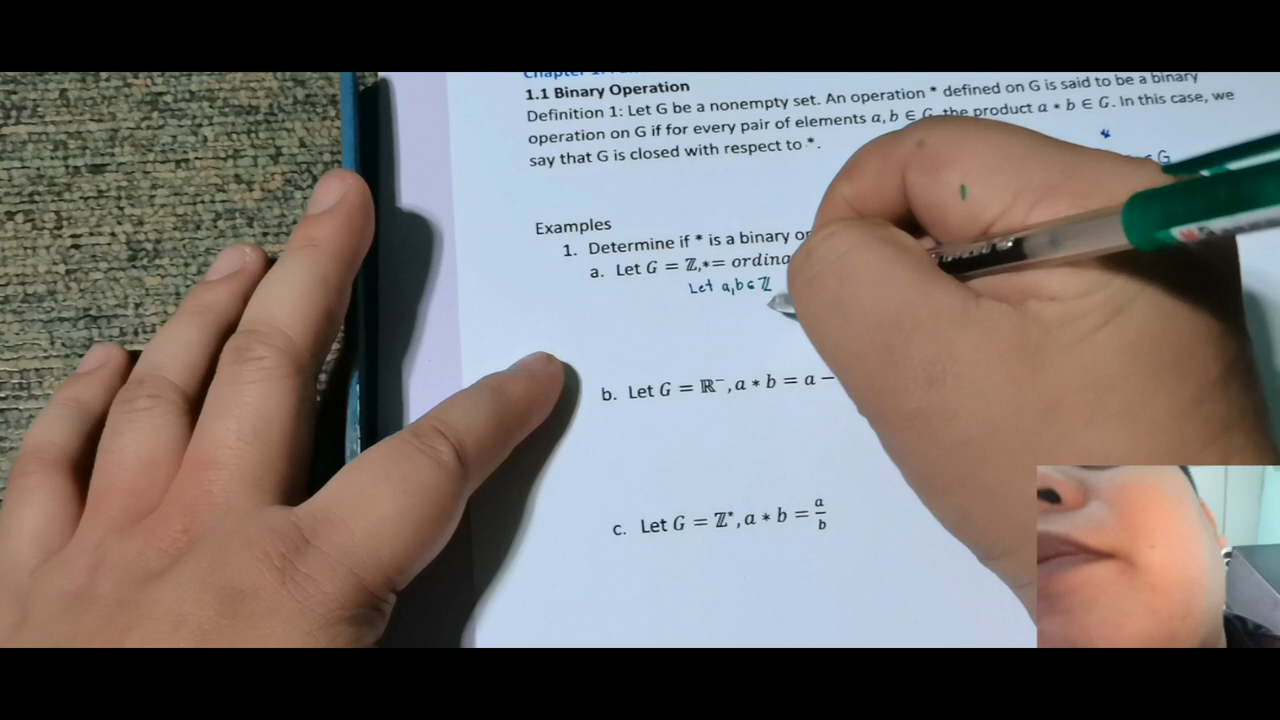 1.1 Binary Operation
Definition 1: Let G be a nonempty set. An operation * defined on G is said to be a binary
operation on G if for every pair of elements a, b ∈ G, the product a * b ∈ G. In this case, we
say that G is closed with respect to *.
G
Examples
1. Determine if * is a binary
a. Let G = ℤ,*=
Let a,b∈ℤ
b. Let G = ℝ⁻, a * b = a −
c. Let G = ℤ*, a * b = a/b